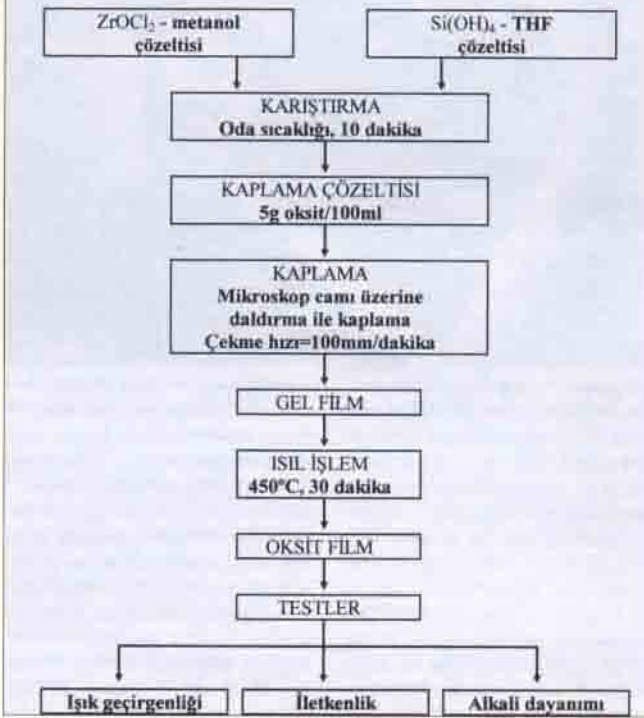 ZrOCl₂ - metanol
çözeltisi
Si(OH)₄ - THF
çözeltisi
KARIŞTIRMA
Oda sıcaklığı, 10 dakika
KAPLAMA ÇÖZELTİSİ
5g oksit/100ml
KAPLAMA
Mikroskop camı üzerine
daldırma ile kaplama
Çekme hızı=100mm/dakika
GEL FİLM
ISIL İŞLEM
450°C, 30 dakika
OKSİT FİLM
TESTLER
Işık geçirgenliği
İletkenlik
Alkali dayanımı